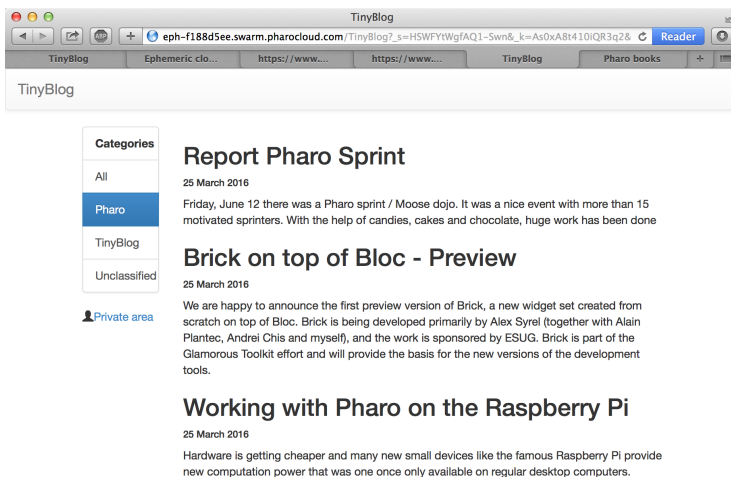 TinyBlog
ABP
eph-f188d5ee.swarm.pharocloud.com/TinyBlog?_s=HSWFYtWgfAQ1-Swn&_k=As0xA8t410iQR3q2&
Reader
TinyBlog
Ephemeric clo...
https://www....
https://www....
TinyBlog
Pharo books
TinyBlog
Categories
All
Pharo
TinyBlog
Unclassified
Private area
Report Pharo Sprint
25 March 2016
Friday, June 12 there was a Pharo sprint / Moose dojo. It was a nice event with more than 15
motivated sprinters. With the help of candies, cakes and chocolate, huge work has been done
Brick on top of Bloc - Preview
25 March 2016
We are happy to announce the first preview version of Brick, a new widget set created from
scratch on top of Bloc. Brick is being developed primarily by Alex Syrel (together with Alain
Plantec, Andrei Chis and myself), and the work is sponsored by ESUG. Brick is part of the
Glamorous Toolkit effort and will provide the basis for the new versions of the development
tools.
Working with Pharo on the Raspberry Pi
25 March 2016
Hardware is getting cheaper and many new small devices like the famous Raspberry Pi provide
new computation power that was one once only available on regular desktop computers.